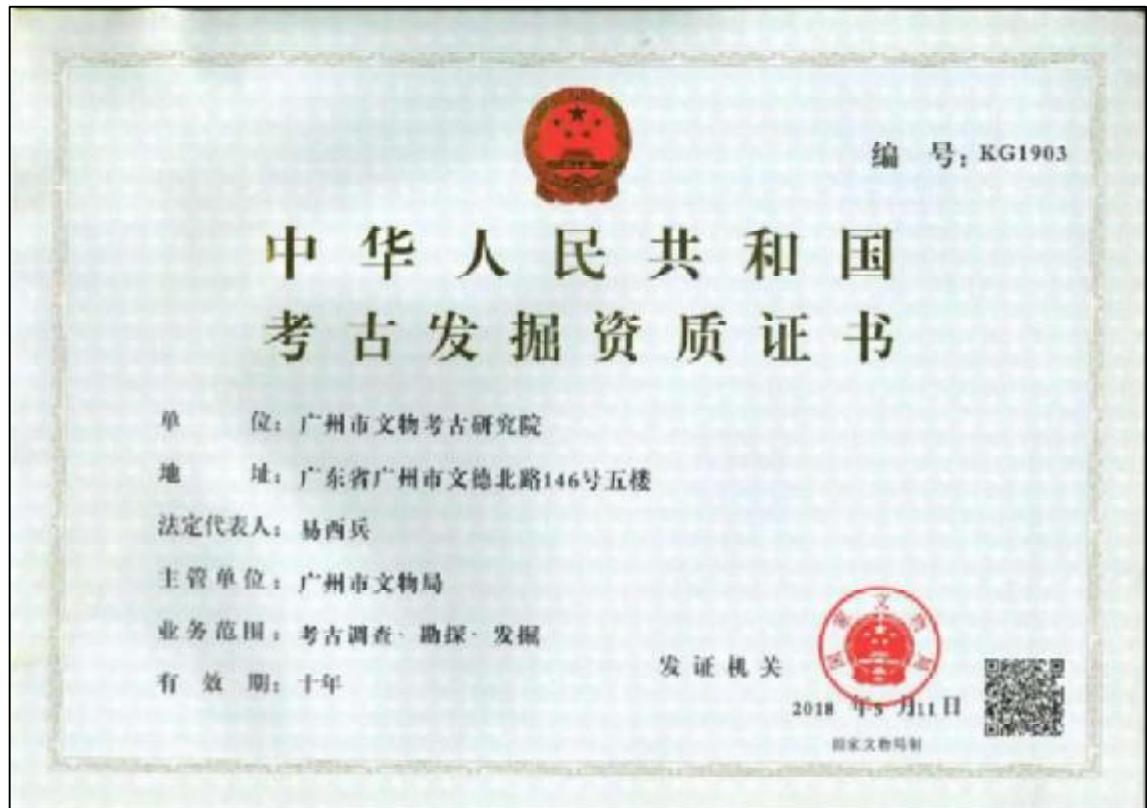 编 号：KG1903
中华人民共和国
考古发掘资质证书
单 位：广州市文物考古研究院
地 址：广东省广州市文德北路146号五楼
法定代表人：易西兵
主管单位：广州市文物局
业务范围：考古调查、勘探、发掘
有 效 期：十年
发证机关
国家文物局
2018 年5 月11日
国家文物局制